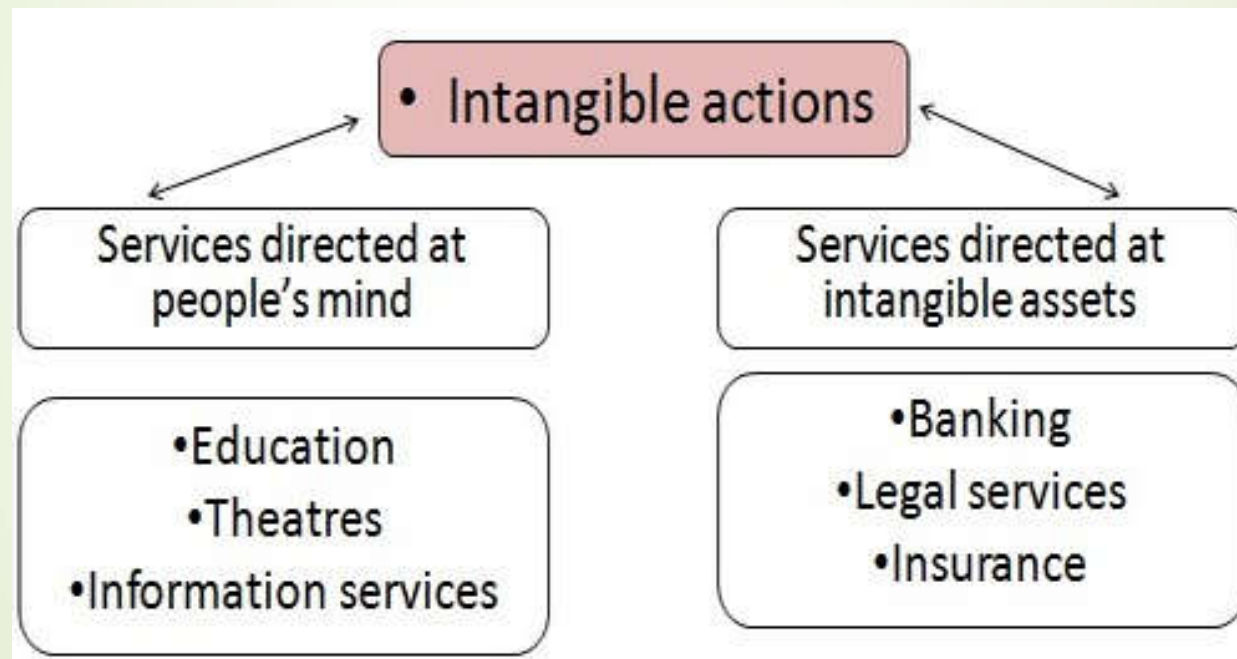 • Intangible actions
Services directed at
people’s mind
Services directed at
intangible assets
•Education
•Theatres
•Information services
•Banking
•Legal services
•Insurance